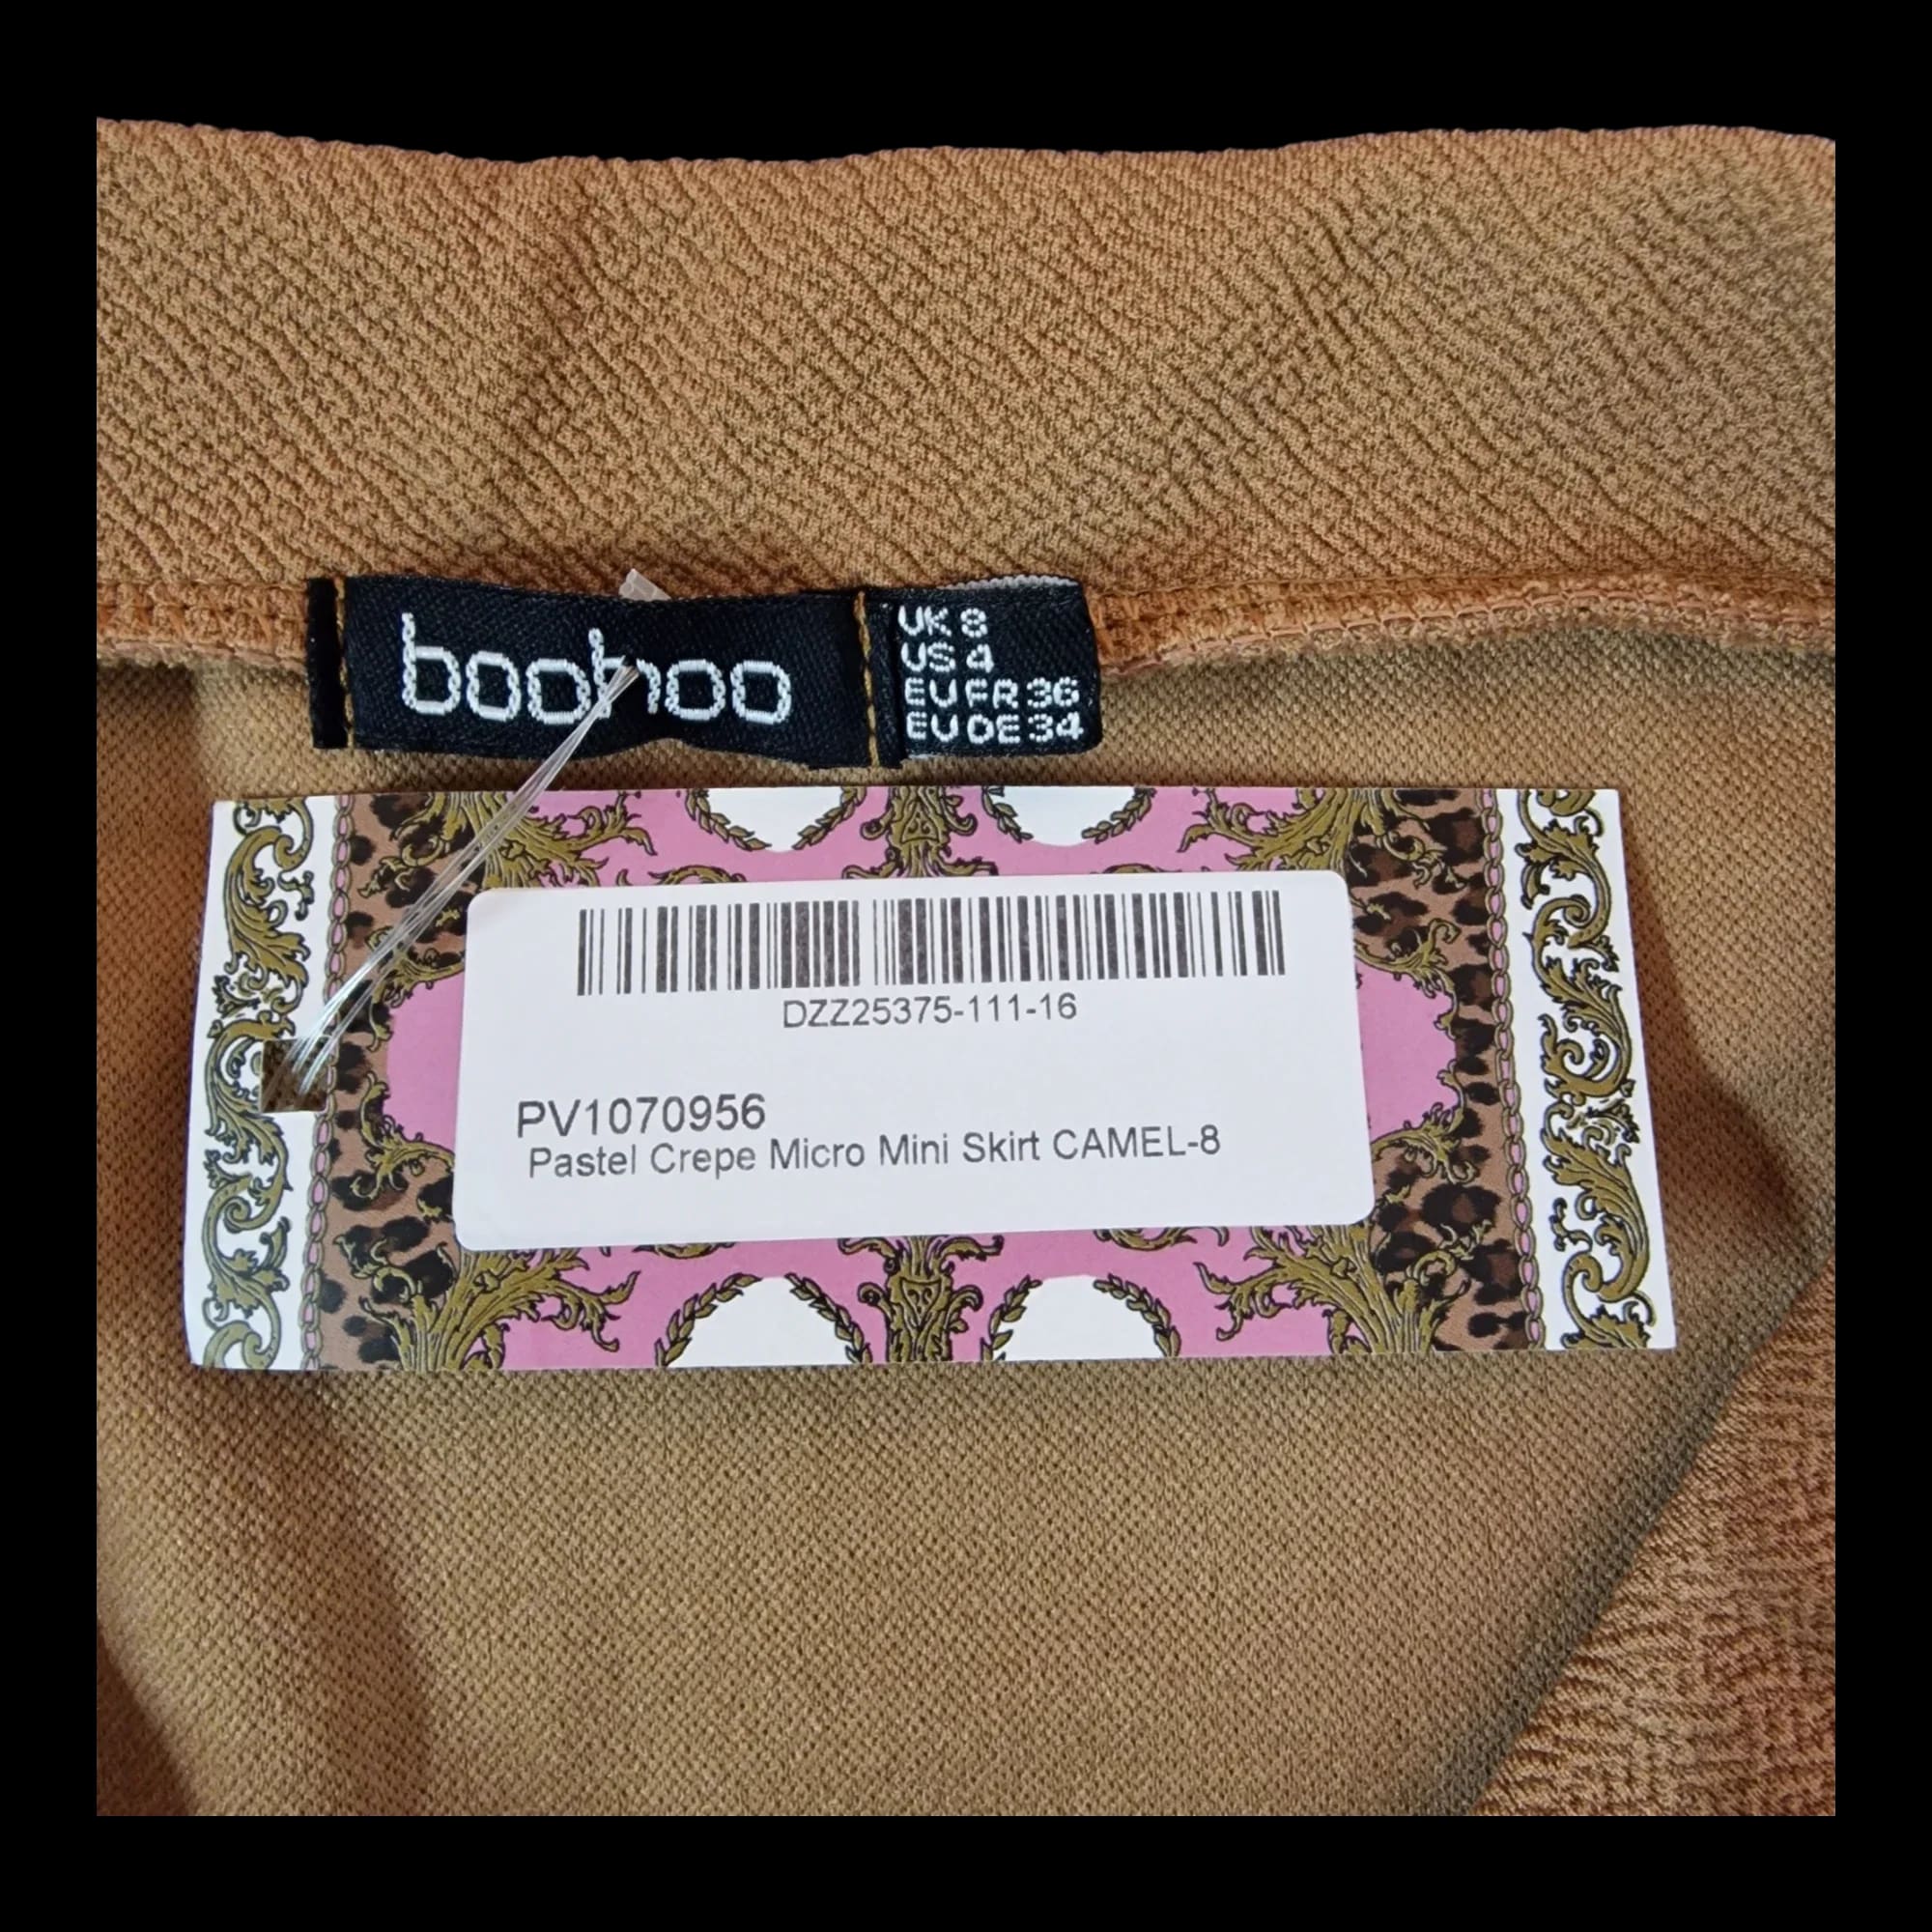 boohoo
UK 8
US 4
EU FR 36
EU DE 34
DZZ25375-111-16
PV1070956
Pastel Crepe Micro Mini Skirt CAMEL-8